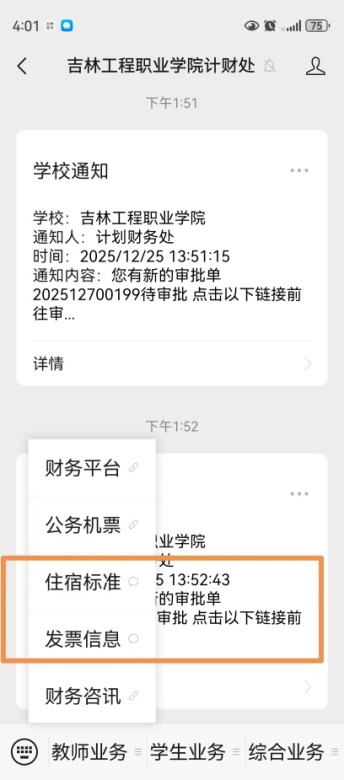 4:01
75
吉林工程职业学院计财处
下午1:51
学校通知
学校：吉林工程职业学院
通知人：计划财务处
时间：2025/12/25 13:51:15
通知内容：您有新的审批单
202512700199待审批 点击以下链接前
往审...
详情
下午1:52
财务平台
公务机票
职业学院
处
住宿标准
5 13:52:43
新的审批单
发票信息
审批 点击以下链接前
财务咨讯
教师业务
学生业务
综合业务